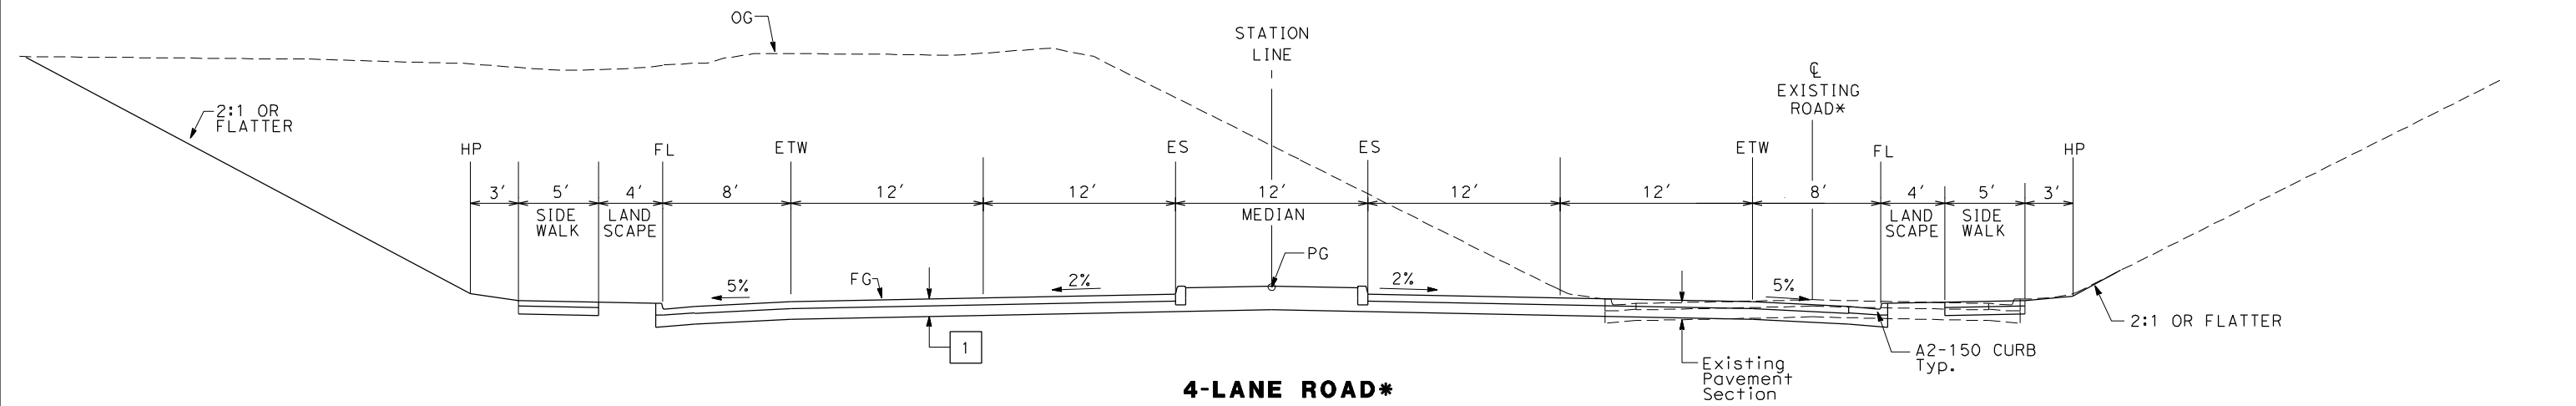 OG
STATION
LINE
℄
EXISTING
ROAD*
2:1 OR
FLATTER
HP
FL
ETW
ES
ES
ETW
FL
HP
3′
5′
4′
8′
12′
12′
12′
12′
12′
8′
4′
5′
3′
SIDE
WALK
LAND
SCAPE
MEDIAN
LAND
SCAPE
SIDE
WALK
5%
FG
2%
PG
2%
5%
2:1 OR FLATTER
1
Existing
Pavement
Section
A2-150 CURB
Typ.
4-LANE ROAD*